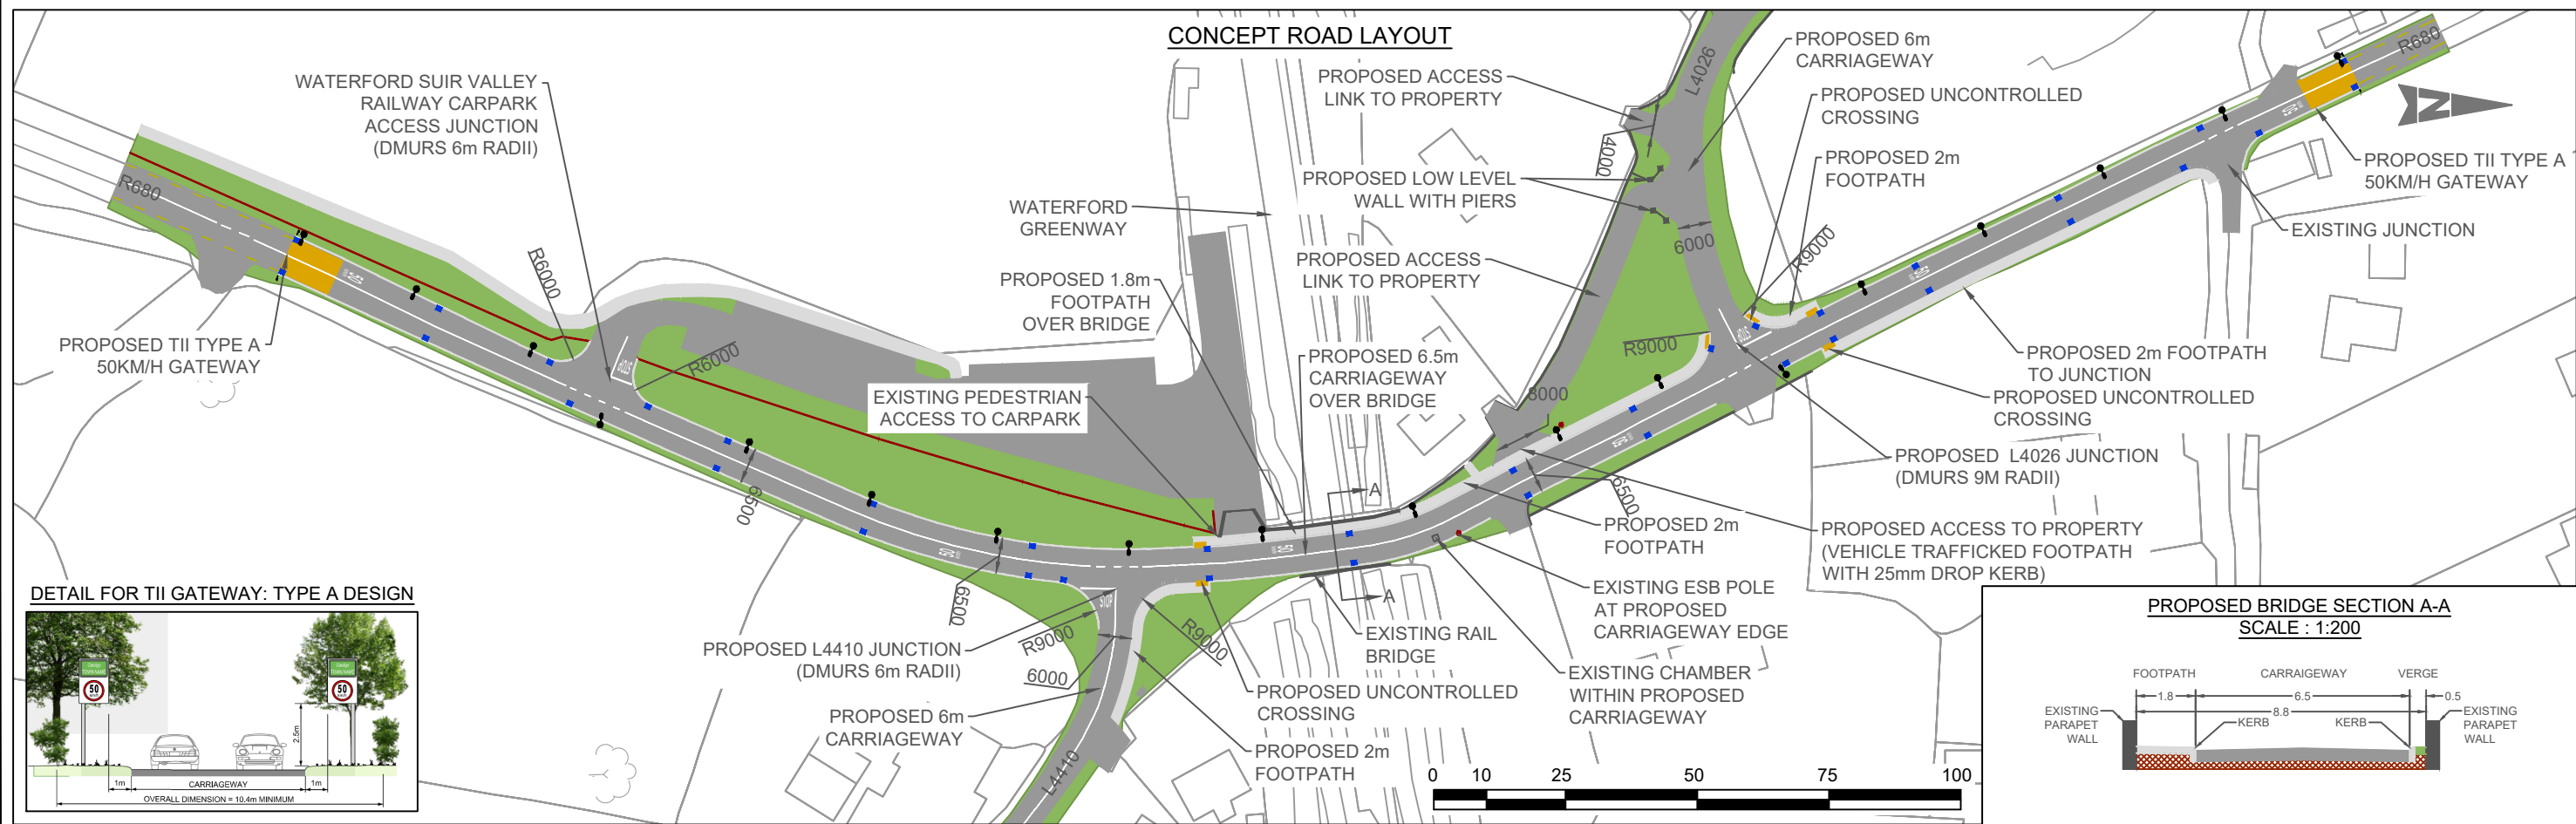 CONCEPT ROAD LAYOUT
WATERFORD SUIR VALLEY
RAILWAY CARPARK
ACCESS JUNCTION
(DMURS 6m RADII)
R680
PROPOSED TII TYPE A
50KM/H GATEWAY
R6000
R6000
6500
EXISTING PEDESTRIAN
ACCESS TO CARPARK
WATERFORD
GREENWAY
PROPOSED 1.8m
FOOTPATH
OVER BRIDGE
PROPOSED ACCESS
LINK TO PROPERTY
PROPOSED LOW LEVEL
WALL WITH PIERS
PROPOSED ACCESS
LINK TO PROPERTY
PROPOSED 6.5m
CARRIAGEWAY
OVER BRIDGE
4000
L4026
6000
R9000
R9000
8000
6500
PROPOSED 6m
CARRIAGEWAY
PROPOSED UNCONTROLLED
CROSSING
PROPOSED 2m
FOOTPATH
R680
N
PROPOSED TII TYPE A
50KM/H GATEWAY
EXISTING JUNCTION
PROPOSED 2m FOOTPATH
TO JUNCTION
PROPOSED UNCONTROLLED
CROSSING
PROPOSED L4026 JUNCTION
(DMURS 9M RADII)
PROPOSED ACCESS TO PROPERTY
(VEHICLE TRAFFICKED FOOTPATH
WITH 25mm DROP KERB)
PROPOSED 2m
FOOTPATH
EXISTING ESB POLE
AT PROPOSED
CARRIAGEWAY EDGE
EXISTING CHAMBER
WITHIN PROPOSED
CARRIAGEWAY
A
A
EXISTING RAIL
BRIDGE
PROPOSED UNCONTROLLED
CROSSING
PROPOSED 2m
FOOTPATH
6500
STOP
STOP
STOP
R9000
R9000
6000
PROPOSED L4410 JUNCTION
(DMURS 6m RADII)
PROPOSED 6m
CARRIAGEWAY
L4410
0 10 25 50 75 100
DETAIL FOR TII GATEWAY: TYPE A DESIGN
50
50
2.5m
1m
CARRIAGEWAY
1m
OVERALL DIMENSION = 10.4m MINIMUM
PROPOSED BRIDGE SECTION A-A
SCALE : 1:200
FOOTPATH CARRAIGEWAY VERGE
1.8 6.5 0.5
8.8
EXISTING
PARAPET
WALL
KERB
KERB
EXISTING
PARAPET
WALL